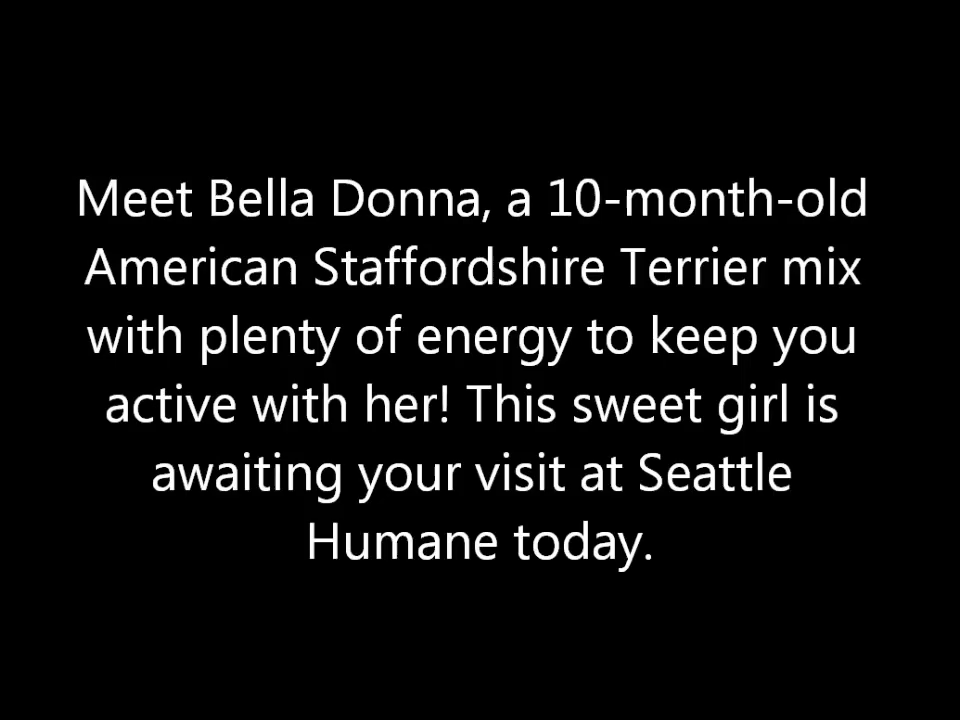 Meet Bella Donna, a 10-month-old
American Staffordshire Terrier mix
with plenty of energy to keep you
active with her! This sweet girl is
awaiting your visit at Seattle
Humane today.